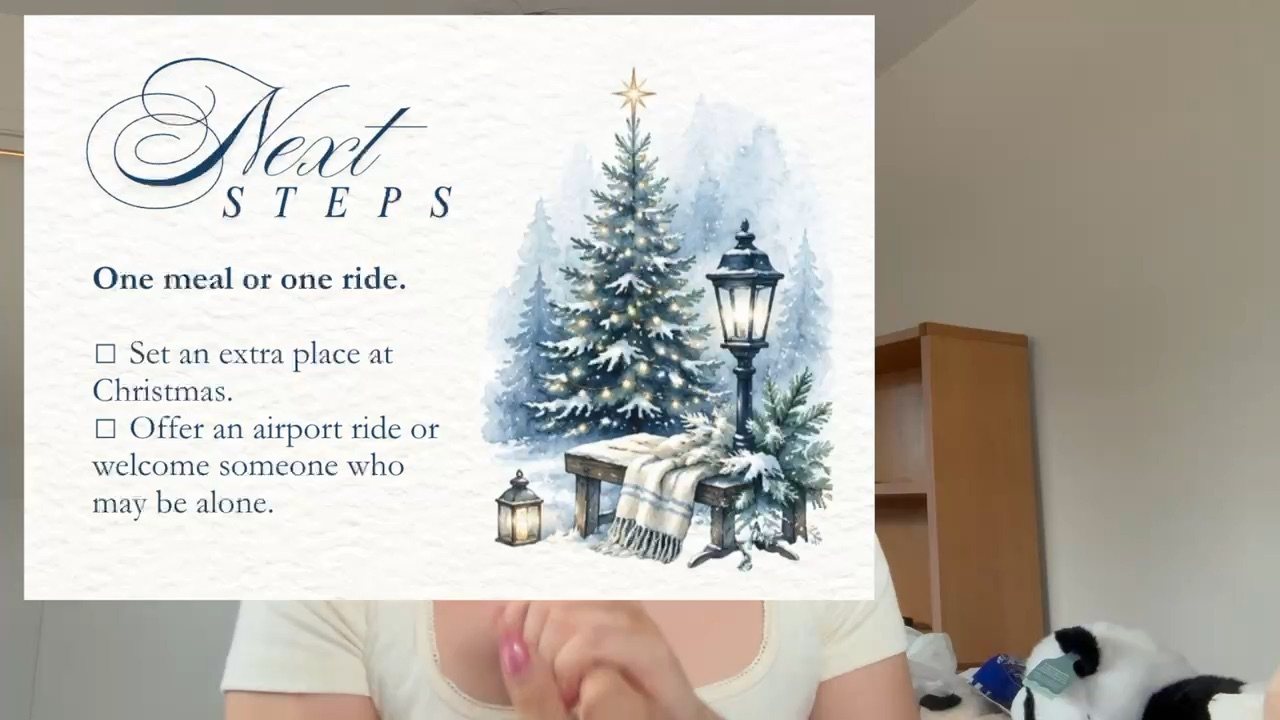 Next
STEPS
One meal or one ride.
☐ Set an extra place at
Christmas.
☐ Offer an airport ride or
welcome someone who
may be alone.